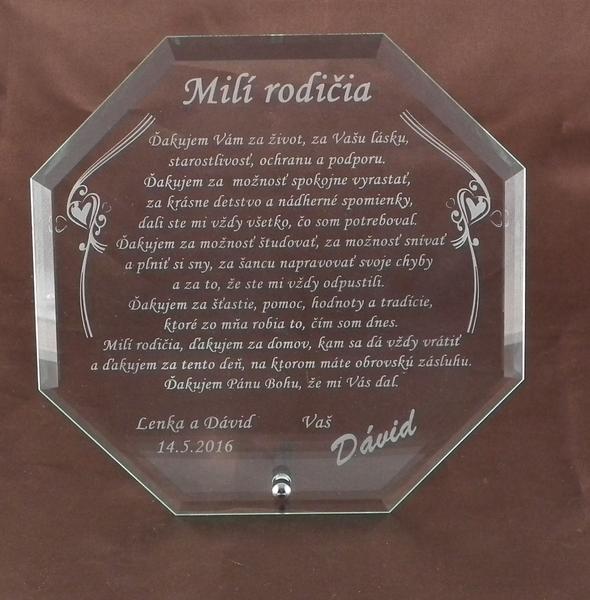 Milí rodičia
Ďakujem Vám za život, za Vašu lásku,
starostlivosť, ochranu a podporu.
Ďakujem za možnosť spokojne vyrastať,
za krásne detstvo a nádherné spomienky,
dali ste mi vždy všetko, čo som potreboval.
Ďakujem za možnosť študovať, za možnosť snívať
a plniť si sny, za šancu napravovať svoje chyby
a za to, že ste mi vždy odpustili.
Ďakujem za šťastie, pomoc, hodnoty a tradície,
ktoré zo mňa robia to, čím som dnes.
Milí rodičia, ďakujem za domov, kam sa dá vždy vrátiť
a ďakujem za tento deň, na ktorom máte obrovskú zásluhu.
Ďakujem Pánu Bohu, že mi Vás dal.
Lenka a Dávid Vaš
14.5.2016 Dávid